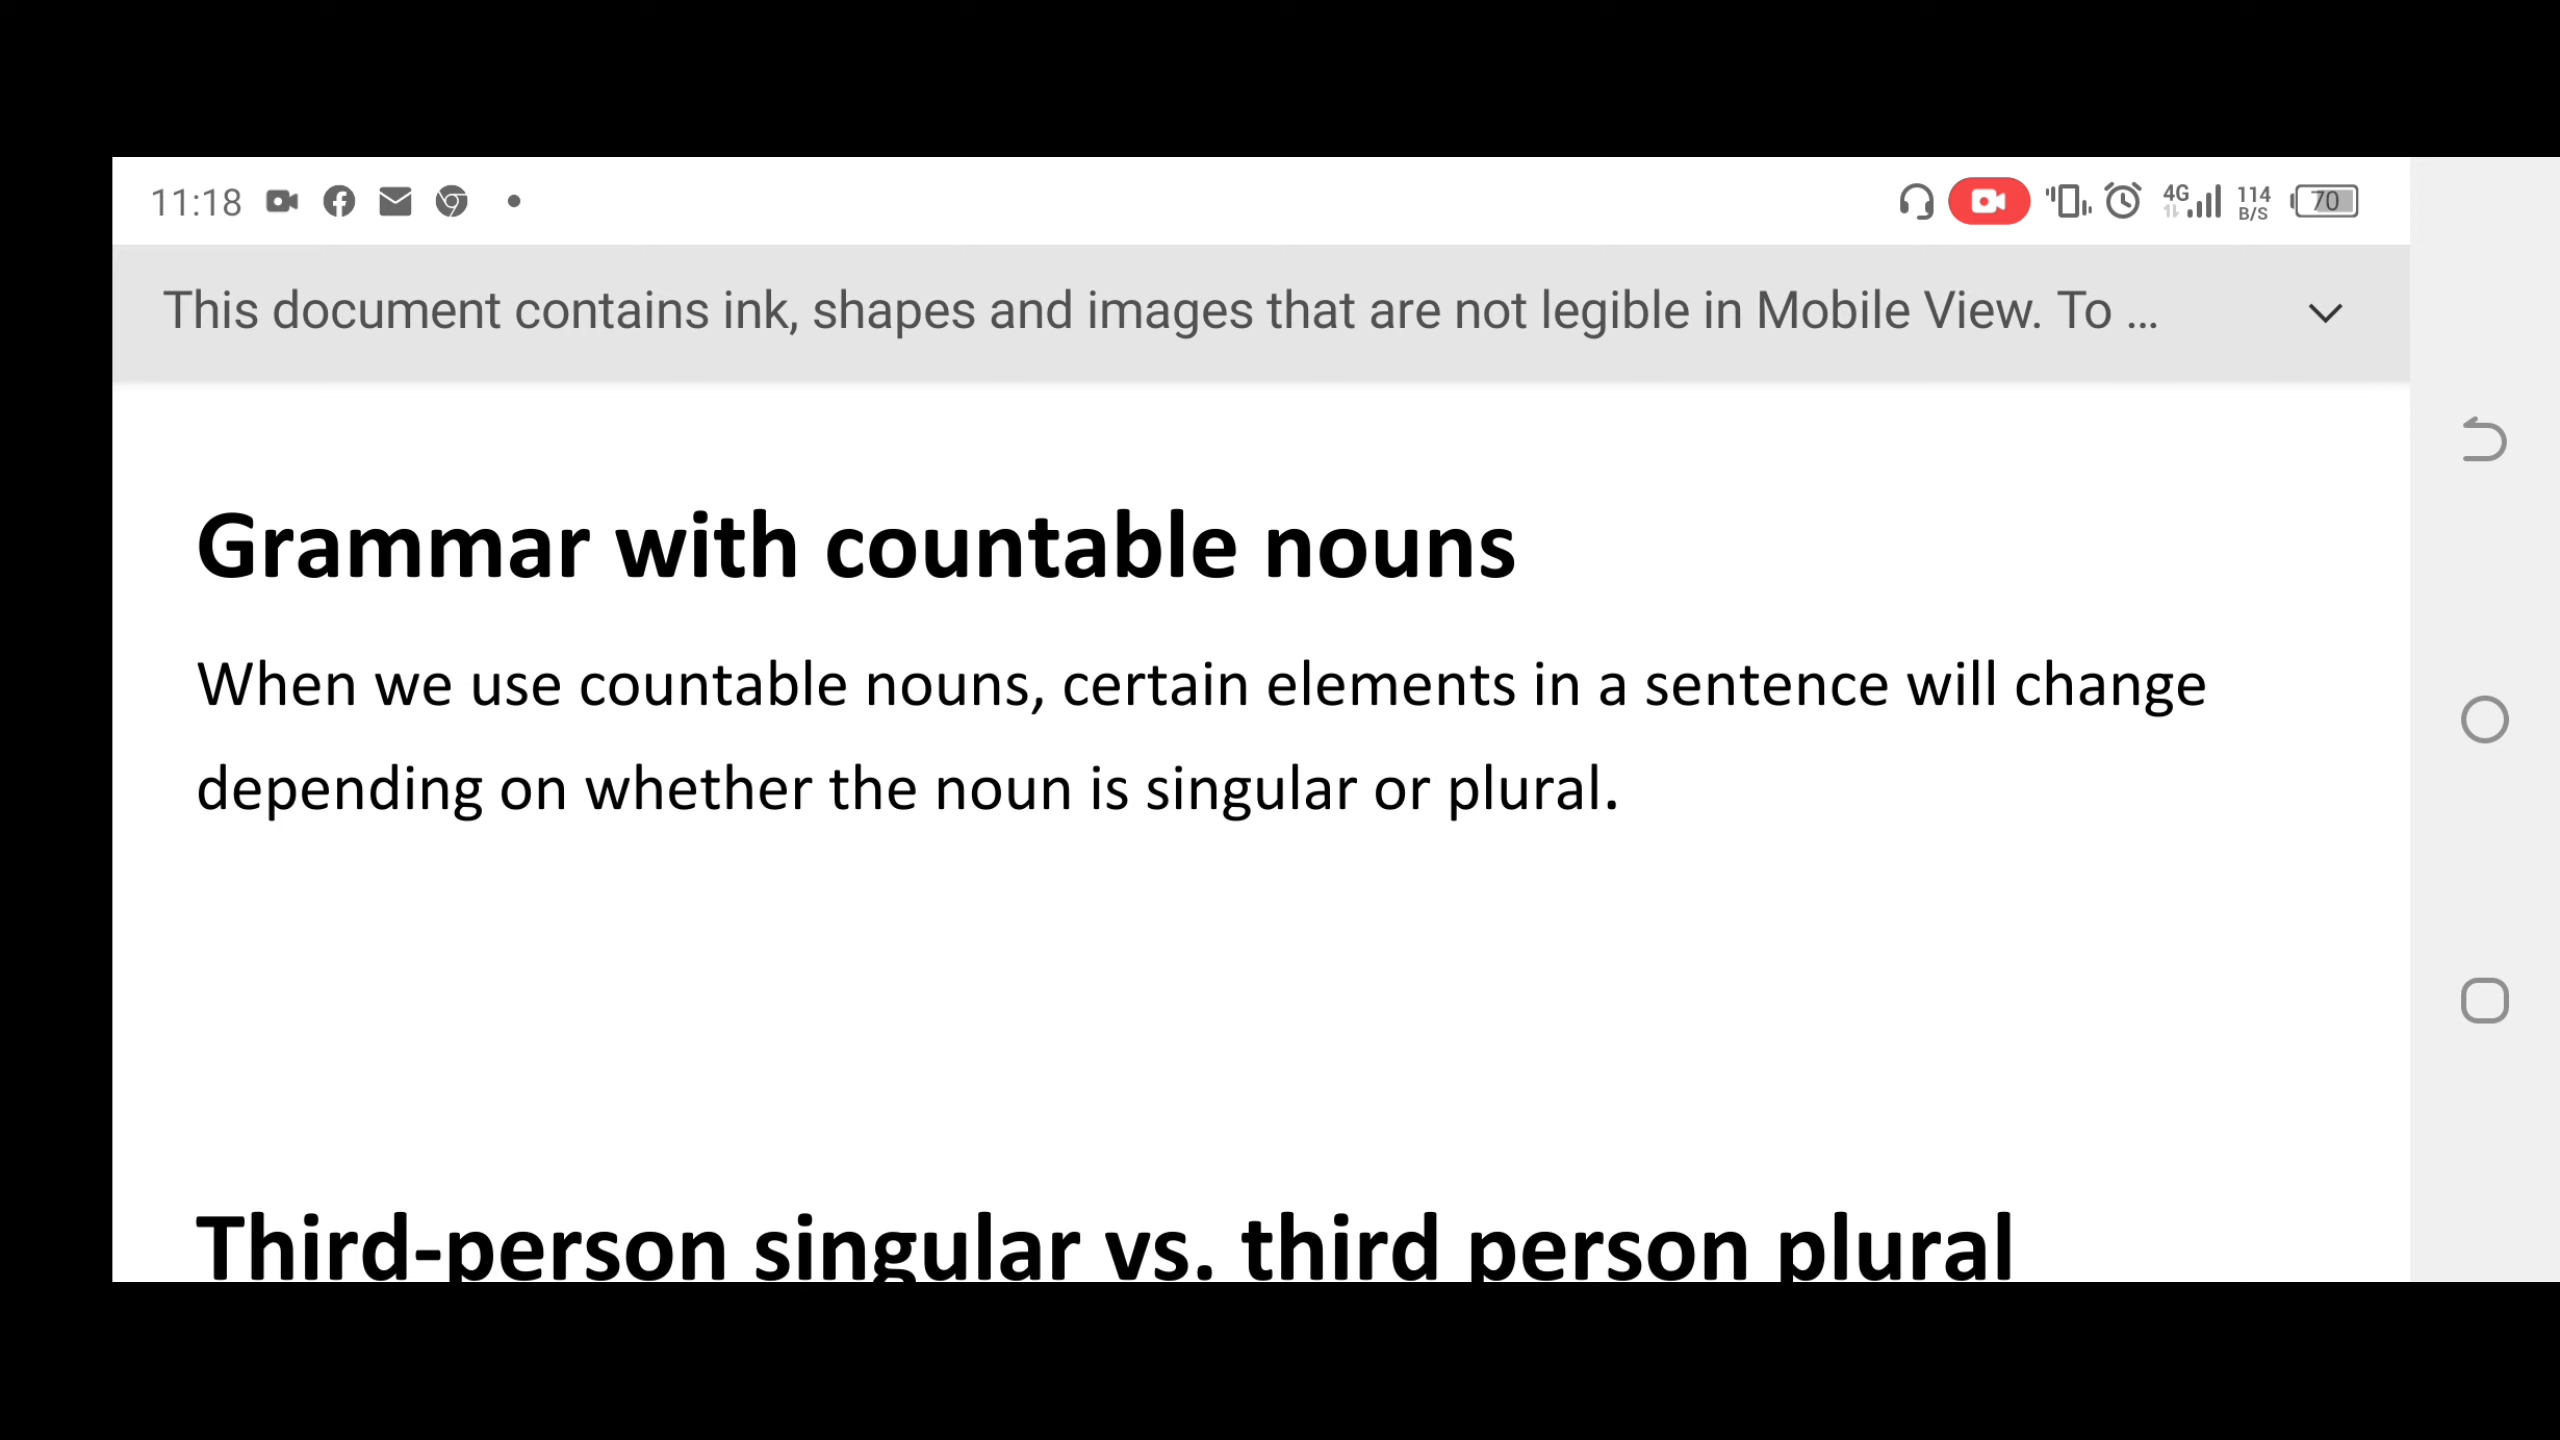 11:18 4G 114 B/S 70
This document contains ink, shapes and images that are not legible in Mobile View. To ...
Grammar with countable nouns
When we use countable nouns, certain elements in a sentence will change
depending on whether the noun is singular or plural.
Third-person singular vs. third person plural